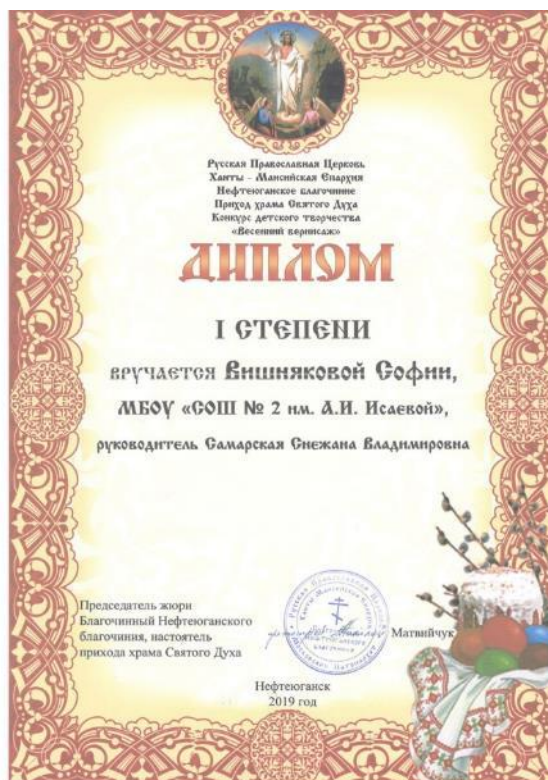 Русская Православная Церковь
Ханты - Мансийская Епархия
Нефтеюганское благочиние
Приход храма Святого Духа
Конкурс детского творчества
«Весенний вернисаж»
ДИПЛОМ
I СТЕПЕНИ
вручается Вишняковой Софии,
МБОУ «СОШ № 2 им. А.И. Исаевой»,
руководитель Самарская Снежана Владимировна
Председатель жюри
Благочинный Нефтеюганского
благочиния, настоятель
прихода храма Святого Духа
Матвийчук
Нефтеюганск
2019 год